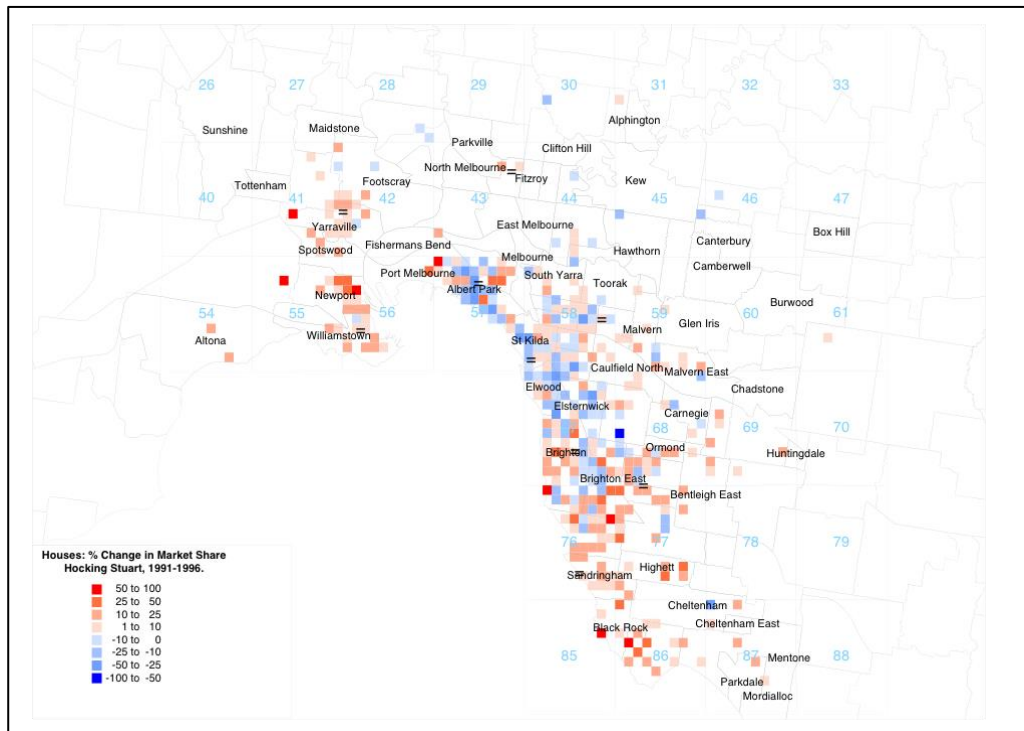 26
27
28
29
30
31
32
33
Sunshine
Maidstone
Parkville
Alphington
Clifton Hill
North Melbourne
Fitzroy
Tottenham
Footscray
Kew
40
41
42
43
44
45
46
47
Yarraville
East Melbourne
Box Hill
Spotswood
Fishermans Bend
Hawthorn
Canterbury
Melbourne
Camberwell
Port Melbourne
South Yarra
Toorak
Albert Park
Newport
Burwood
54
55
56
57
58
59
60
61
Altona
Williamstown
St Kilda
Malvern
Glen Iris
Caulfield North
Malvern East
Elwood
Chadstone
Elsternwick
Carnegie
68
69
70
Brighton
Ormond
Huntingdale
Brighton East
Bentleigh East
76
77
78
79
Houses: % Change in Market Share
Hocking Stuart, 1991-1996.
50 to 100
25 to 50
10 to 25
1 to 10
-10 to 0
-25 to -10
-50 to -25
-100 to -50
Sandringham
Highett
Cheltenham
Cheltenham East
Black Rock
85
86
87
88
Mentone
Parkdale
Mordialloc